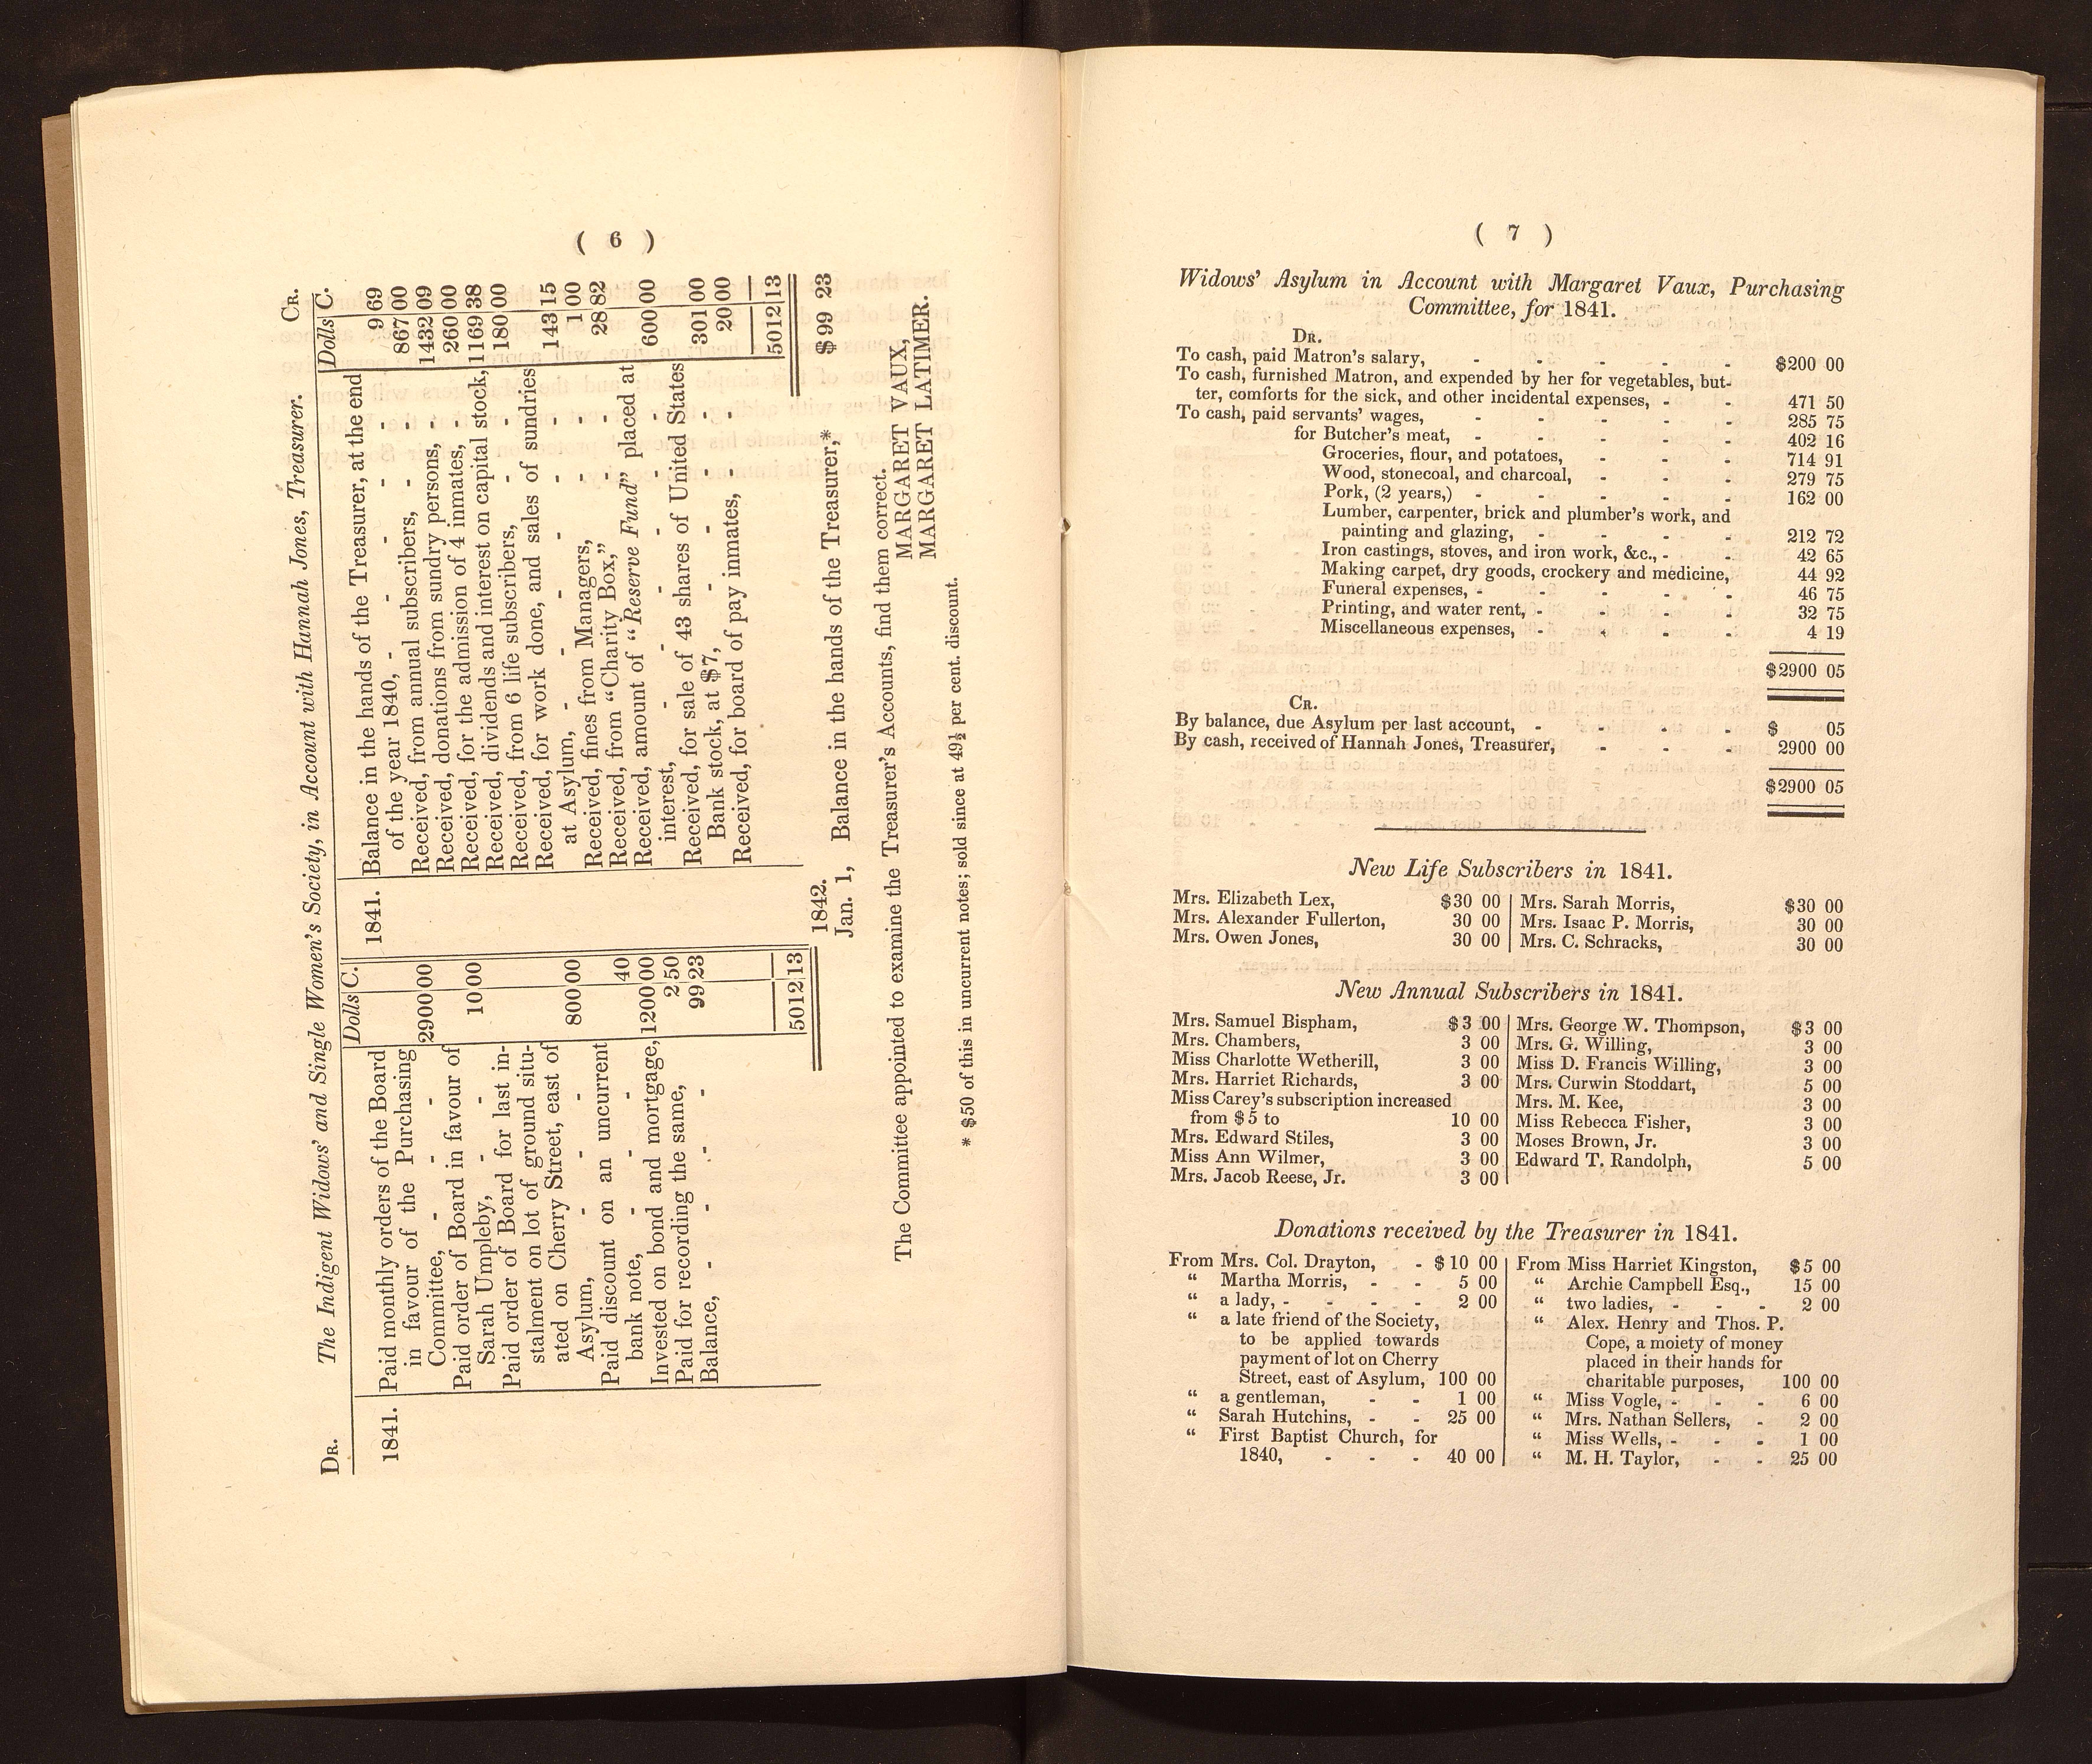 ( 6 )
DR. The Indigent Widows' and Single Women's Society, in Account with Hannah Jones, Treasurer. CR.
Dolls C.
1841. Paid monthly orders of the Board
in favour of the Purchasing
Committee, - - - 2900 00
Paid order of Board in favour of
Sarah Umpleby, - - 10 00
Paid order of Board for last in-
stalment on lot of ground situ-
ated on Cherry Street, east of
Asylum, - - - 800 00
Paid discount on an uncurrent
bank note, - - - 40
Invested on bond and mortgage, 1200 00
Paid for recording the same, 2 50
Balance, - - - - 99 23
5012 13
Dolls C.
1841. Balance in the hands of the Treasurer, at the end
of the year 1840, - - - - 9 69
Received, from annual subscribers, - - 867 00
Received, donations from sundry persons, - 1432 09
Received, for the admission of 4 inmates, - 260 00
Received, dividends and interest on capital stock, 1169 38
Received, from 6 life subscribers, - - 180 00
Received, for work done, and sales of sundries
at Asylum, - - - - 143 15
Received, fines from Managers, - - 1 00
Received, from "Charity Box," - - 28 82
Received, amount of "Reserve Fund" placed at
interest, - - - - 600 00
Received, for sale of 43 shares of United States
Bank stock, at $7, - - - 301 00
Received, for board of pay inmates, - - 20 00
5012 13
1842.
Jan. 1, Balance in the hands of the Treasurer,* $99 23
The Committee appointed to examine the Treasurer's Accounts, find them correct.
MARGARET VAUX,
MARGARET LATIMER.
* $50 of this in uncurrent notes; sold since at 49½ per cent. discount.
( 7 )
Widows' Asylum in Account with Margaret Vaux, Purchasing
Committee, for 1841.
DR.
To cash, paid Matron's salary, - - - - - $200 00
To cash, furnished Matron, and expended by her for vegetables, but-
ter, comforts for the sick, and other incidental expenses, - - 471 50
To cash, paid servants' wages, - - - - - 285 75
for Butcher's meat, - - - - - 402 16
Groceries, flour, and potatoes, - - - 714 91
Wood, stonecoal, and charcoal, - - - 279 75
Pork, (2 years,) - - - - - 162 00
Lumber, carpenter, brick and plumber's work, and
painting and glazing, - - - - 212 72
Iron castings, stoves, and iron work, &c., - - 42 65
Making carpet, dry goods, crockery and medicine, 44 92
Funeral expenses, - - - - - 46 75
Printing, and water rent, - - - - 32 75
Miscellaneous expenses, - - - - 4 19
$2900 05
CR.
By balance, due Asylum per last account, - - - - $ 05
By cash, received of Hannah Jones, Treasurer, - - - 2900 00
$2900 05
New Life Subscribers in 1841.
Mrs. Elizabeth Lex, $30 00
Mrs. Alexander Fullerton, 30 00
Mrs. Owen Jones, 30 00
Mrs. Sarah Morris, $30 00
Mrs. Isaac P. Morris, 30 00
Mrs. C. Schracks, 30 00
New Annual Subscribers in 1841.
Mrs. Samuel Bispham, $3 00
Mrs. Chambers, 3 00
Miss Charlotte Wetherill, 3 00
Mrs. Harriet Richards, 3 00
Miss Carey's subscription increased
from $5 to 10 00
Mrs. Edward Stiles, 3 00
Miss Ann Wilmer, 3 00
Mrs. Jacob Reese, Jr. 3 00
Mrs. George W. Thompson, $3 00
Mrs. G. Willing, 3 00
Miss D. Francis Willing, 3 00
Mrs. Curwin Stoddart, 5 00
Mrs. M. Kee, 3 00
Miss Rebecca Fisher, 3 00
Moses Brown, Jr. 3 00
Edward T. Randolph, 5 00
Donations received by the Treasurer in 1841.
From Mrs. Col. Drayton, - $10 00
" Martha Morris, - - 5 00
" a lady, - - - - 2 00
" a late friend of the Society,
to be applied towards
payment of lot on Cherry
Street, east of Asylum, 100 00
" a gentleman, - - 1 00
" Sarah Hutchins, - - 25 00
" First Baptist Church, for
1840, - - - 40 00
From Miss Harriet Kingston, $5 00
" Archie Campbell Esq., 15 00
" two ladies, - - - 2 00
" Alex. Henry and Thos. P.
Cope, a moiety of money
placed in their hands for
charitable purposes, 100 00
" Miss Vogle, - - - 6 00
" Mrs. Nathan Sellers, - 2 00
" Miss Wells, - - - 1 00
" M. H. Taylor, - - 25 00